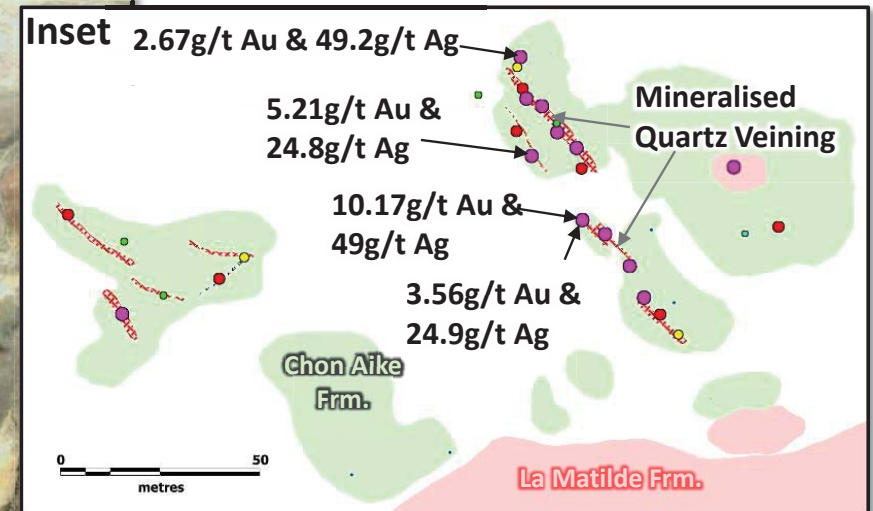 Inset
2.67g/t Au & 49.2g/t Ag
5.21g/t Au &
24.8g/t Ag
Mineralised
Quartz Veining
10.17g/t Au &
49g/t Ag
3.56g/t Au &
24.9g/t Ag
Chon Aike
Frm.
0 50
metres
La Matilde Frm.